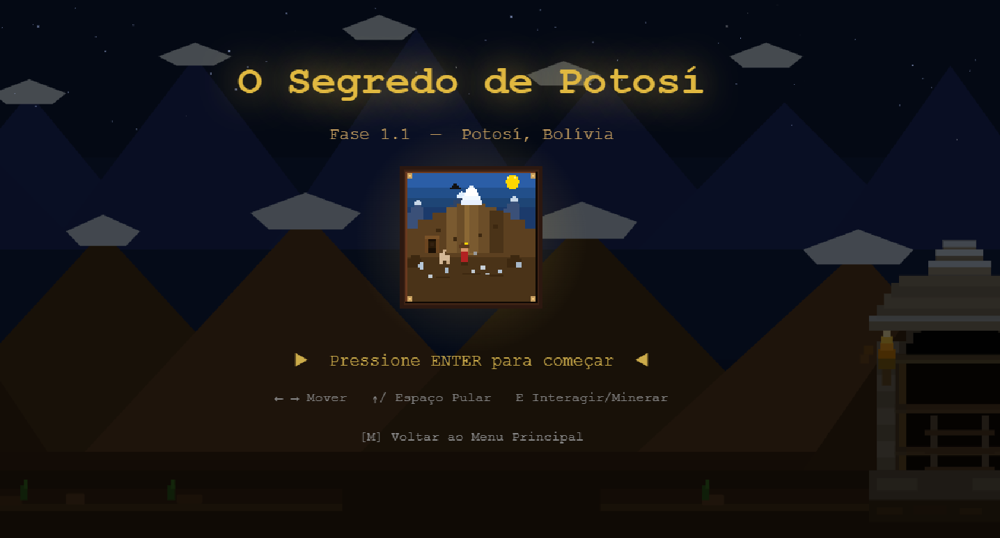 O Segredo de Potosí
Fase 1.1 — Potosí, Bolívia
▶ Pressione ENTER para começar ◀
← → Mover ↑/ Espaço Pular E Interagir/Minerar
[M] Voltar ao Menu Principal